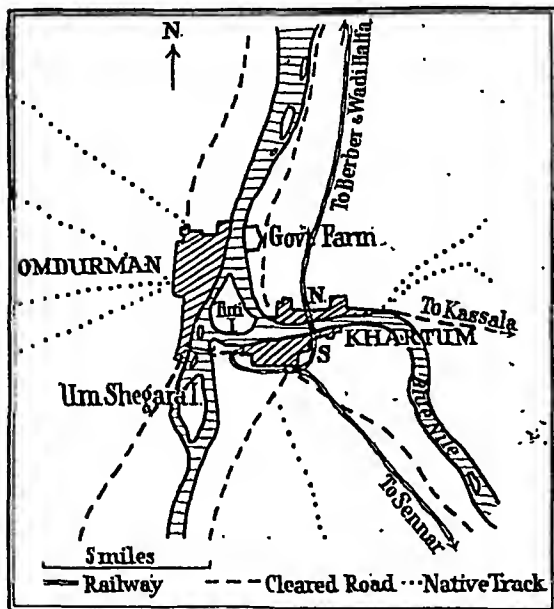 N.
To Berber & Wadi Halfa
Govt. Farm
OMDURMAN
Tuti
N
To Kassala
KHARTUM
S
Um Shegara I.
Blue Nile
To Sennar
5 miles
Railway Cleared Road Native Track